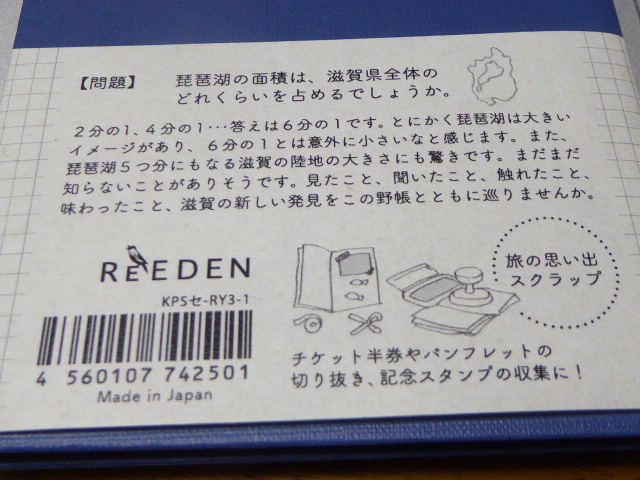 【問題】 琵琶湖の面積は、滋賀県全体の
どれくらいを占めるでしょうか。
2分の1、4分の1…答えは6分の1です。とにかく琵琶湖は大きい
イメージがあり、6分の1とは意外に小さいなと感じます。また、
琵琶湖5つ分にもなる滋賀の陸地の大きさにも驚きです。まだまだ
知らないことがありそうです。見たこと、聞いたこと、触れたこと、
味わったこと、滋賀の新しい発見をこの野帳とともに巡りませんか。
REEDEN
KPSセ-RY3-1
4 560107 742501
Made in Japan
旅の思い出
スクラップ
チケット半券やパンフレットの
切り抜き、記念スタンプの収集に!